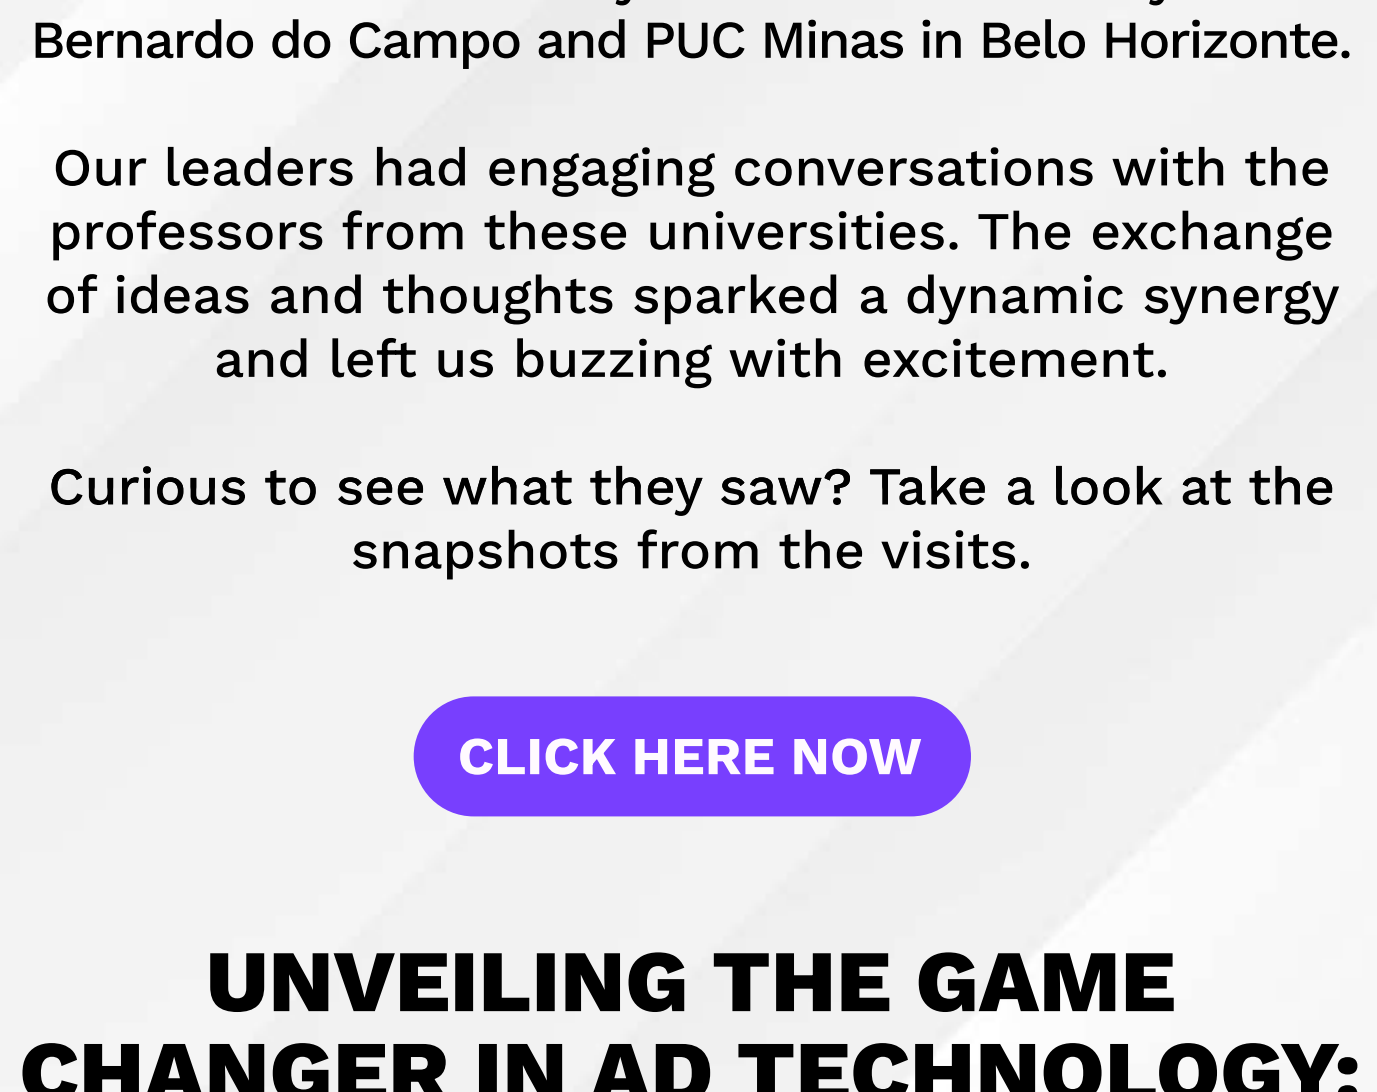 Bernardo do Campo and PUC Minas in Belo Horizonte.
Our leaders had engaging conversations with the
professors from these universities. The exchange
of ideas and thoughts sparked a dynamic synergy
and left us buzzing with excitement.
Curious to see what they saw? Take a look at the
snapshots from the visits.
CLICK HERE NOW
UNVEILING THE GAME
CHANGER IN AD TECHNOLOGY: